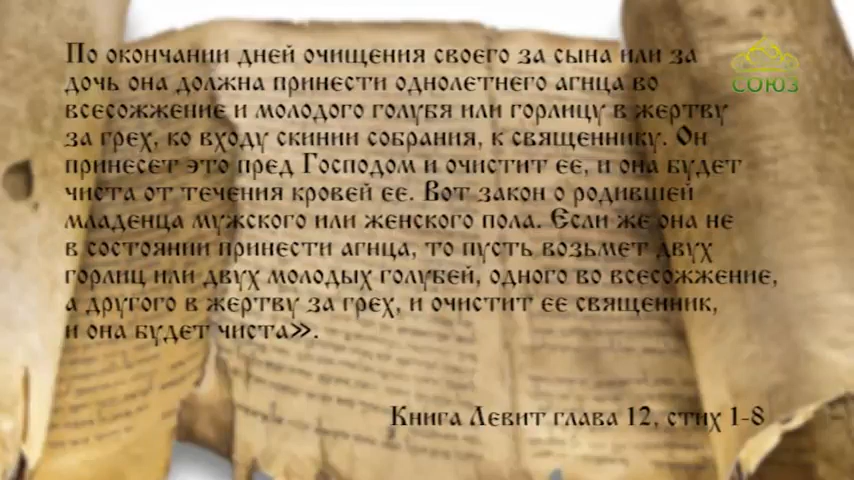 СОЮЗ
По окончании дней очищения своего за сына или за
дочь она должна принести однолетнего агнца во
всесожжение и молодого голубя или горлицу в жертву
за грех, ко входу скинии собрания, к священнику. Он
принесет это пред Господом и очистит ее, и она будет
чиста от течения кровей ее. Вот закон о родившей
младенца мужского или женского пола. Если же она не
в состоянии принести агнца, то пусть возьмет двух
горлиц или двух молодых голубей, одного во всесожжение,
а другого в жертву за грех, и очистит ее священник,
и она будет чиста».
Книга Левит глава 12, стих 1-8